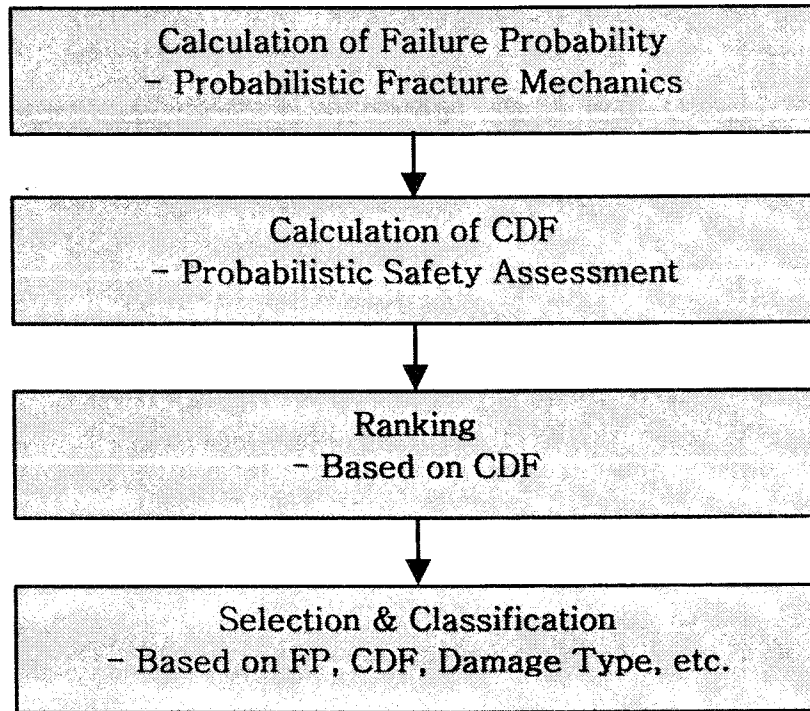 Calculation of Failure Probability
- Probabilistic Fracture Mechanics
Calculation of CDF
- Probabilistic Safety Assessment
Ranking
- Based on CDF
Selection & Classification
- Based on FP, CDF, Damage Type, etc.